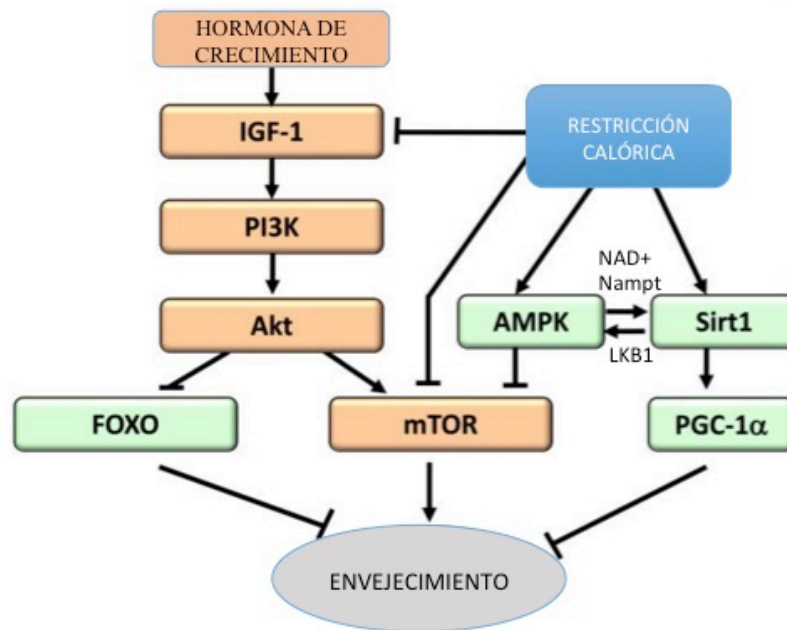 HORMONA DE
CRECIMIENTO
IGF-1
RESTRICCIÓN
CALÓRICA
PI3K
NAD+
Nampt
Akt
AMPK
Sirt1
LKB1
FOXO
mTOR
PGC-1α
ENVEJECIMIENTO